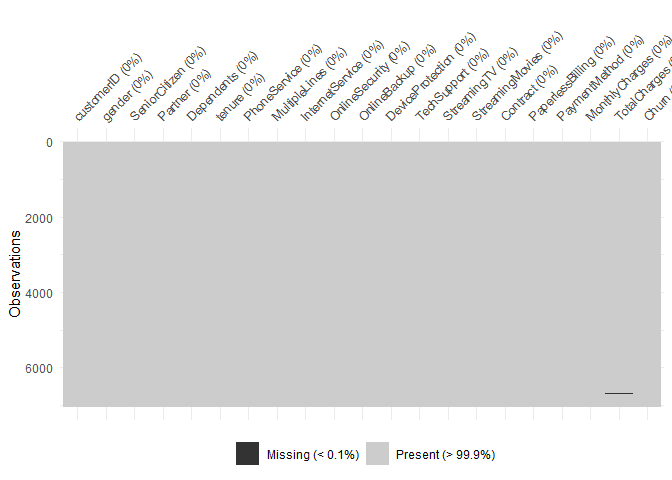 customerID (0%)
gender (0%)
SeniorCitizen (0%)
Partner (0%)
Dependents (0%)
tenure (0%)
PhoneService (0%)
MultipleLines (0%)
InternetService (0%)
OnlineSecurity (0%)
OnlineBackup (0%)
DeviceProtection (0%)
TechSupport (0%)
StreamingTV (0%)
StreamingMovies (0%)
Contract (0%)
PaperlessBilling (0%)
PaymentMethod (0%)
MonthlyCharges (0%)
TotalCharges (
Churn (
0
2000
4000
6000
Observations
Missing (< 0.1%)
Present (> 99.9%)